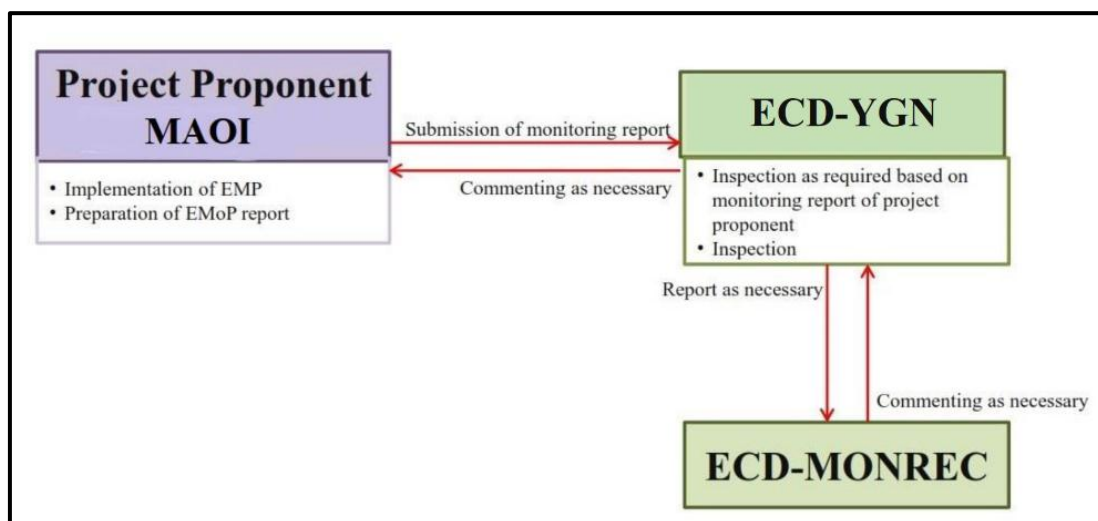 Project Proponent
MAOI
• Implementation of EMP
• Preparation of EMoP report
Submission of monitoring report
Commenting as necessary
ECD-YGN
• Inspection as required based on
monitoring report of project
proponent
• Inspection
Report as necessary
Commenting as necessary
ECD-MONREC